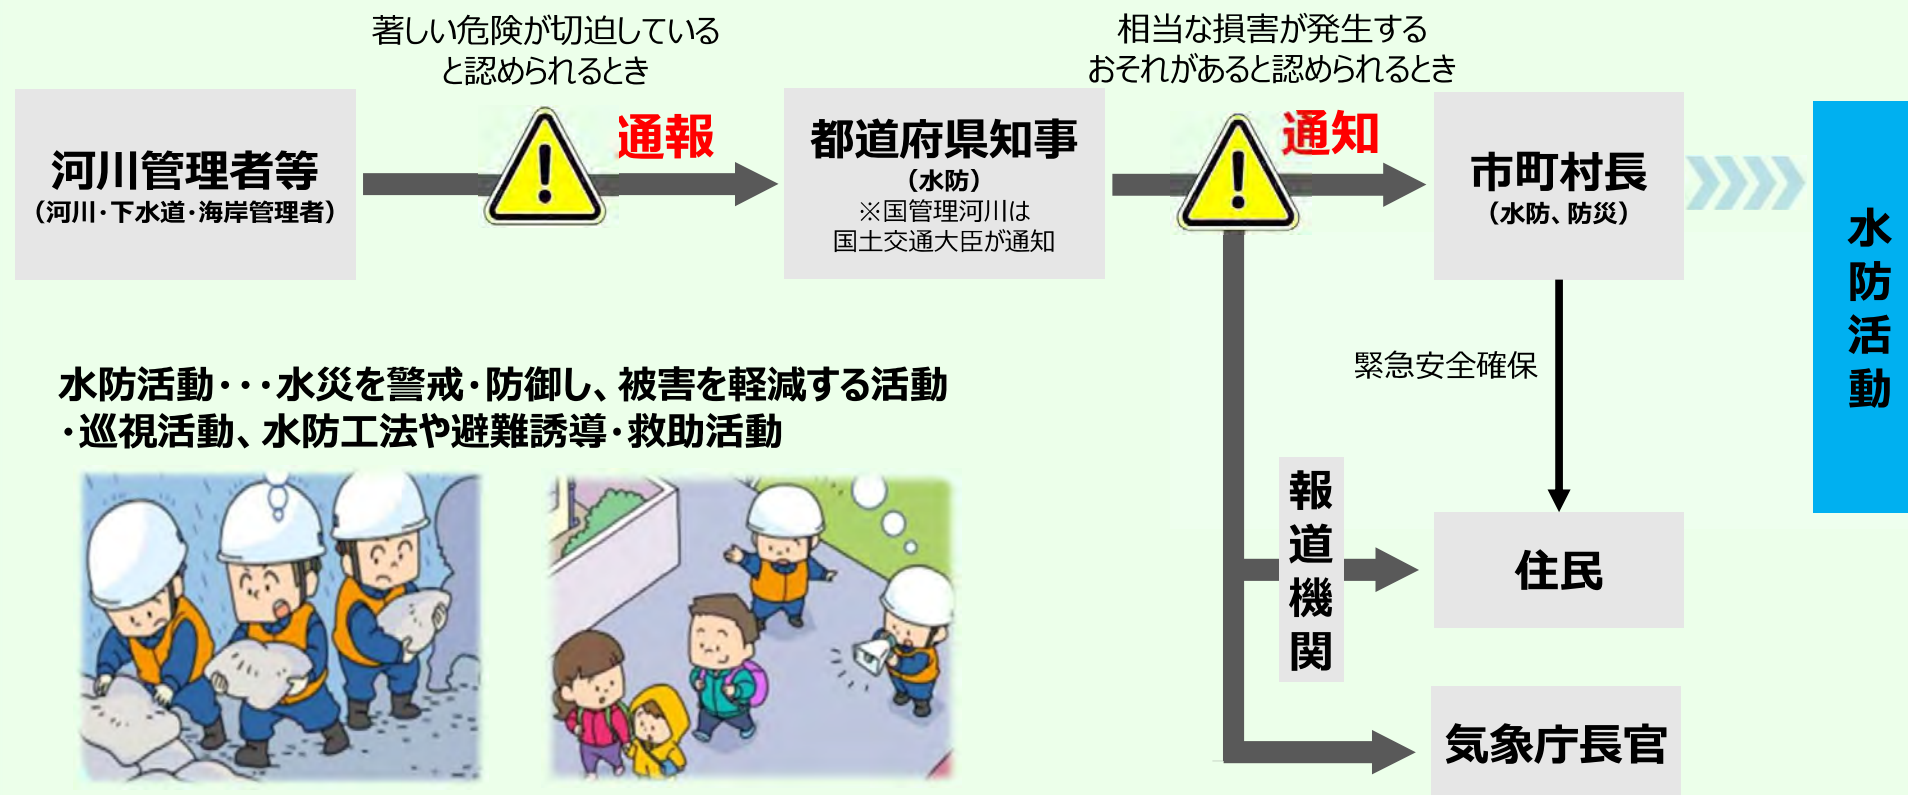 著しい危険が切迫している
と認められるとき
相当な損害が発生する
おそれがあると認められるとき
河川管理者等
（河川・下水道・海岸管理者）
通報
都道府県知事
（水防）
※国管理河川は
国土交通大臣が通知
通知
市町村長
（水防、防災）
水防活動
緊急安全確保
水防活動・・・水災を警戒・防御し、被害を軽減する活動
・巡視活動、水防工法や避難誘導・救助活動
報道機関
住民
気象庁長官